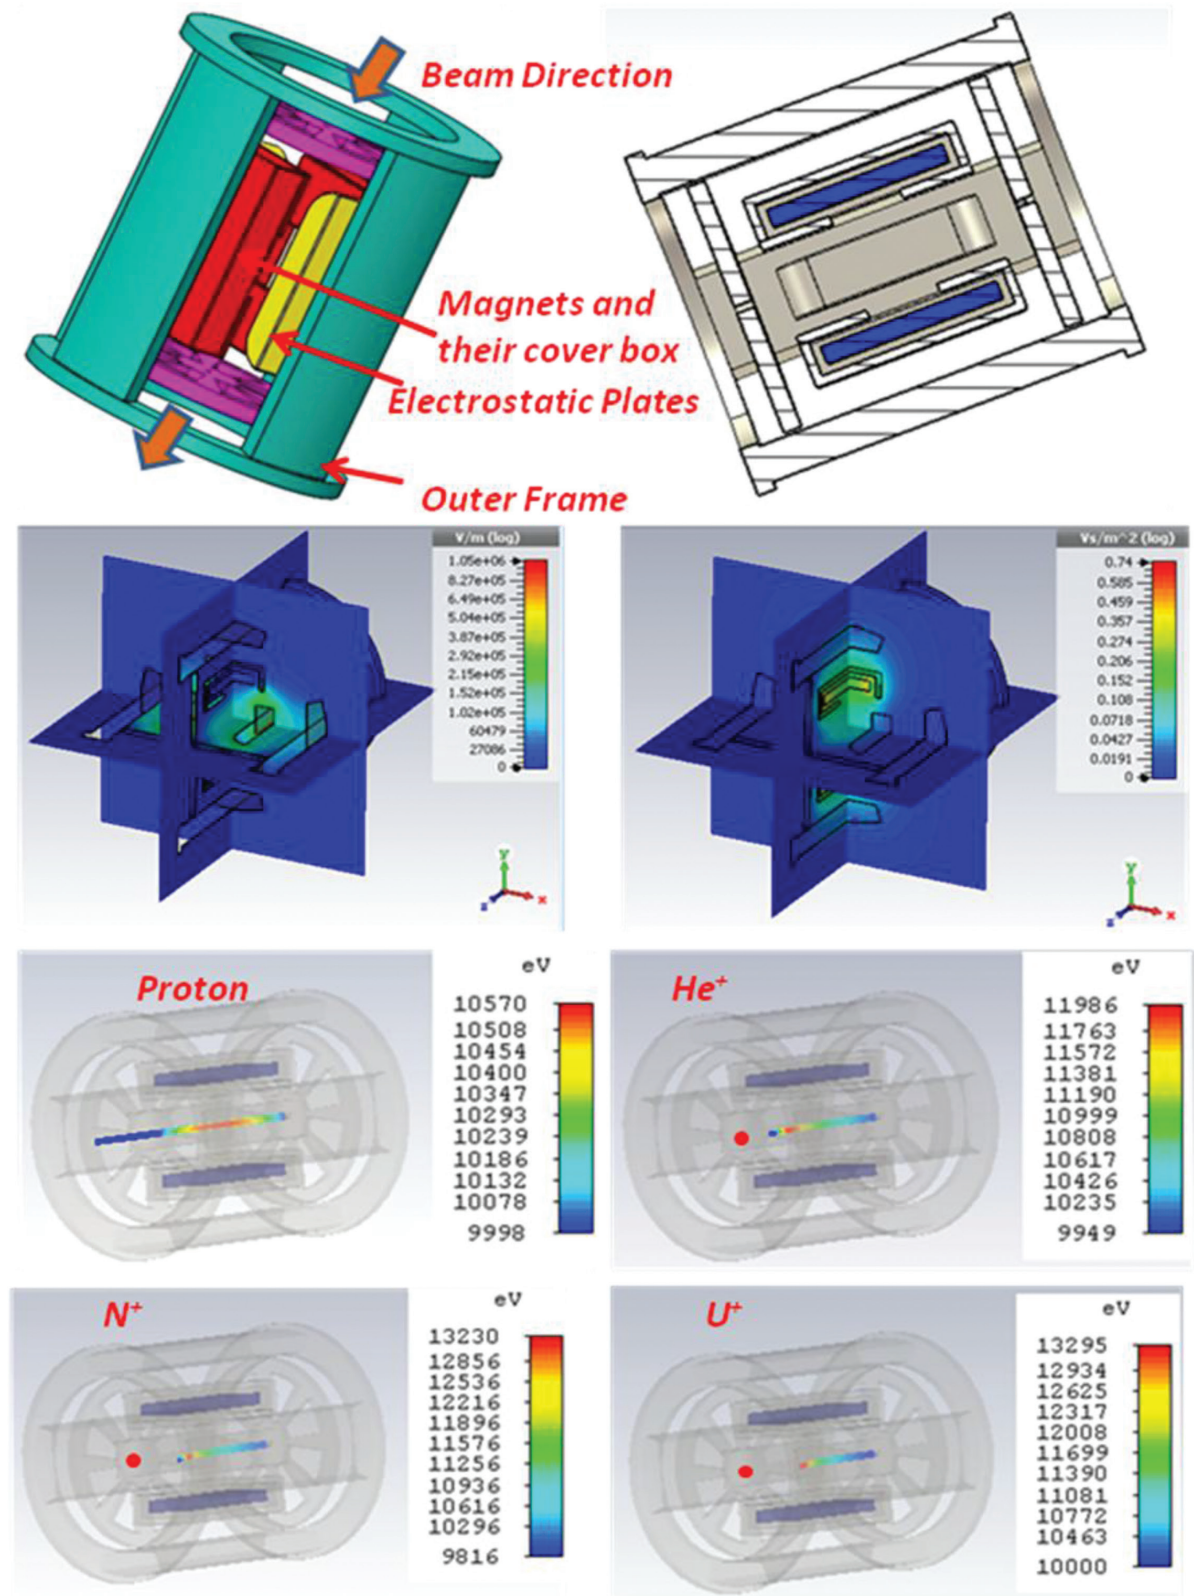 Beam Direction
Magnets and
their cover box
Electrostatic Plates
Outer Frame
V/m (log)
1.05e+06
8.27e+05
6.49e+05
5.04e+05
3.87e+05
2.92e+05
2.15e+05
1.52e+05
1.02e+05
60479
27086
0
y
x
z
Vs/m^2 (log)
0.74
0.585
0.459
0.357
0.274
0.206
0.152
0.108
0.0718
0.0427
0.0191
0
y
x
z
Proton
eV
10570
10508
10454
10400
10347
10293
10239
10186
10132
10078
9998
He+
eV
11986
11763
11572
11381
11190
10999
10808
10617
10426
10235
9949
N+
eV
13230
12856
12536
12216
11896
11576
11256
10936
10616
10296
9816
U+
eV
13295
12934
12625
12317
12008
11699
11390
11081
10772
10463
10000